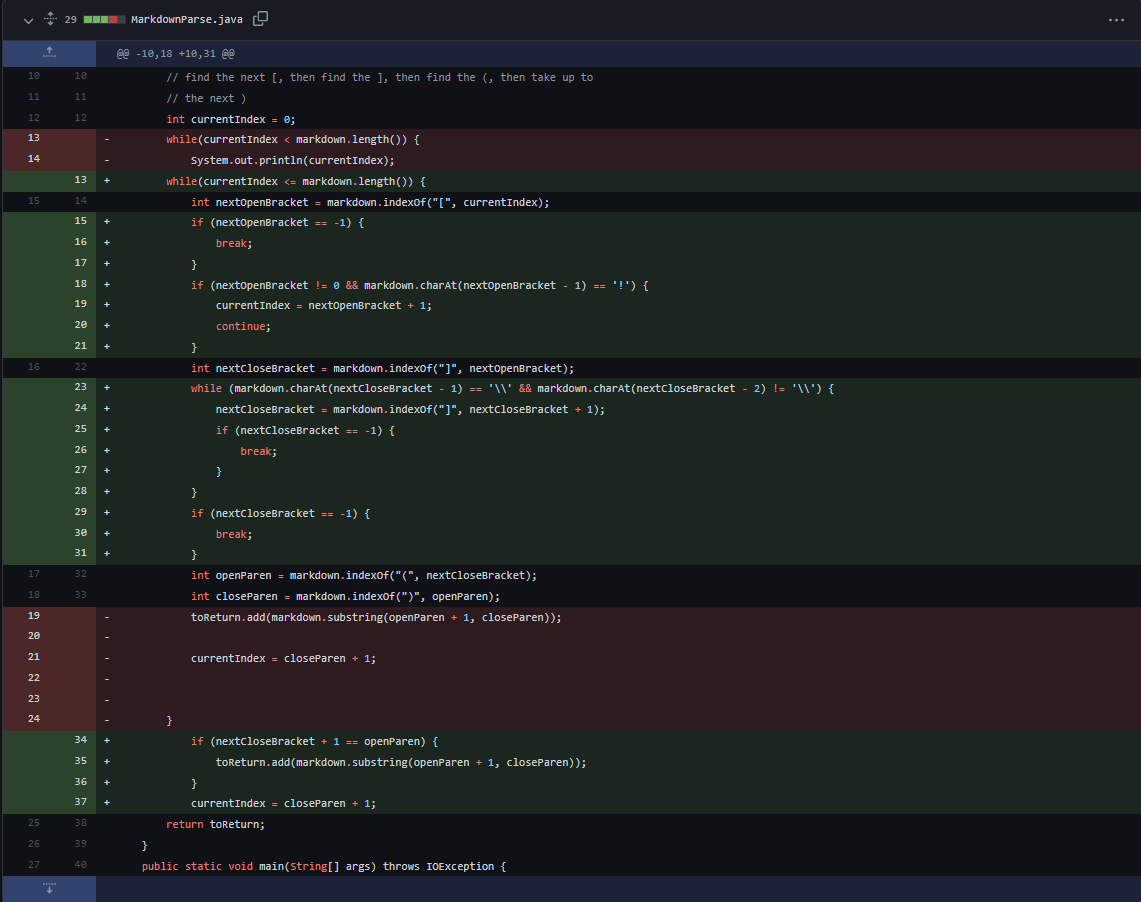 29 MarkdownParse.java
@@ -10,18 +10,31 @@
10 10 // find the next [, then find the ], then find the (, then take up to
11 11 // the next )
12 12 int currentIndex = 0;
13 - while(currentIndex < markdown.length()) {
14 - System.out.println(currentIndex);
13 + while(currentIndex <= markdown.length()) {
15 14 int nextOpenBracket = markdown.indexOf("[", currentIndex);
15 + if (nextOpenBracket == -1) {
16 + break;
17 + }
18 + if (nextOpenBracket != 0 && markdown.charAt(nextOpenBracket - 1) == '!') {
19 + currentIndex = nextOpenBracket + 1;
20 + continue;
21 + }
16 22 int nextCloseBracket = markdown.indexOf("]", nextOpenBracket);
23 + while (markdown.charAt(nextCloseBracket - 1) == '\\' && markdown.charAt(nextCloseBracket - 2) != '\\') {
24 + nextCloseBracket = markdown.indexOf("]", nextCloseBracket + 1);
25 + if (nextCloseBracket == -1) {
26 + break;
27 + }
28 + }
29 + if (nextCloseBracket == -1) {
30 + break;
31 + }
17 32 int openParen = markdown.indexOf("(", nextCloseBracket);
18 33 int closeParen = markdown.indexOf(")", openParen);
19 - toReturn.add(markdown.substring(openParen + 1, closeParen));
20 -
21 - currentIndex = closeParen + 1;
22 -
23 -
24 - }
34 + if (nextCloseBracket + 1 == openParen) {
35 + toReturn.add(markdown.substring(openParen + 1, closeParen));
36 + }
37 + currentIndex = closeParen + 1;
25 38 return toReturn;
26 39 }
27 40 public static void main(String[] args) throws IOException {